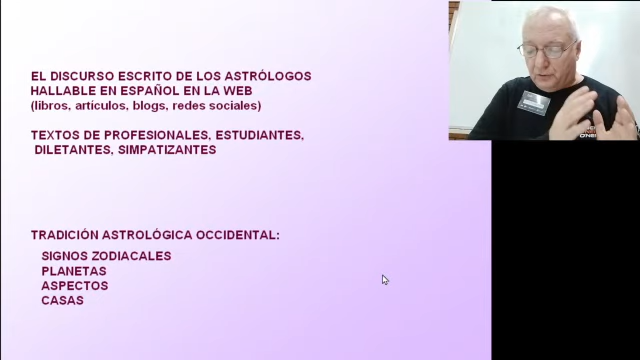 EL DISCURSO ESCRITO DE LOS ASTRÓLOGOS
HALLABLE EN ESPAÑOL EN LA WEB
(libros, artículos, blogs, redes sociales)
TEXTOS DE PROFESIONALES, ESTUDIANTES,
DILETANTES, SIMPATIZANTES
TRADICIÓN ASTROLÓGICA OCCIDENTAL:
SIGNOS ZODIACALES
PLANETAS
ASPECTOS
CASAS